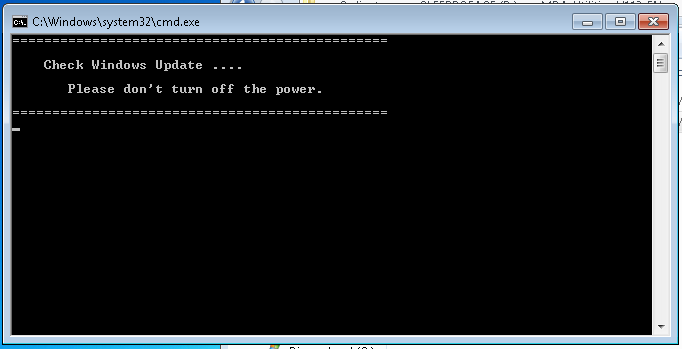 C:\Windows\system32\cmd.exe
===============================================
Check Windows Update ....
Please don't turn off the power.
===============================================